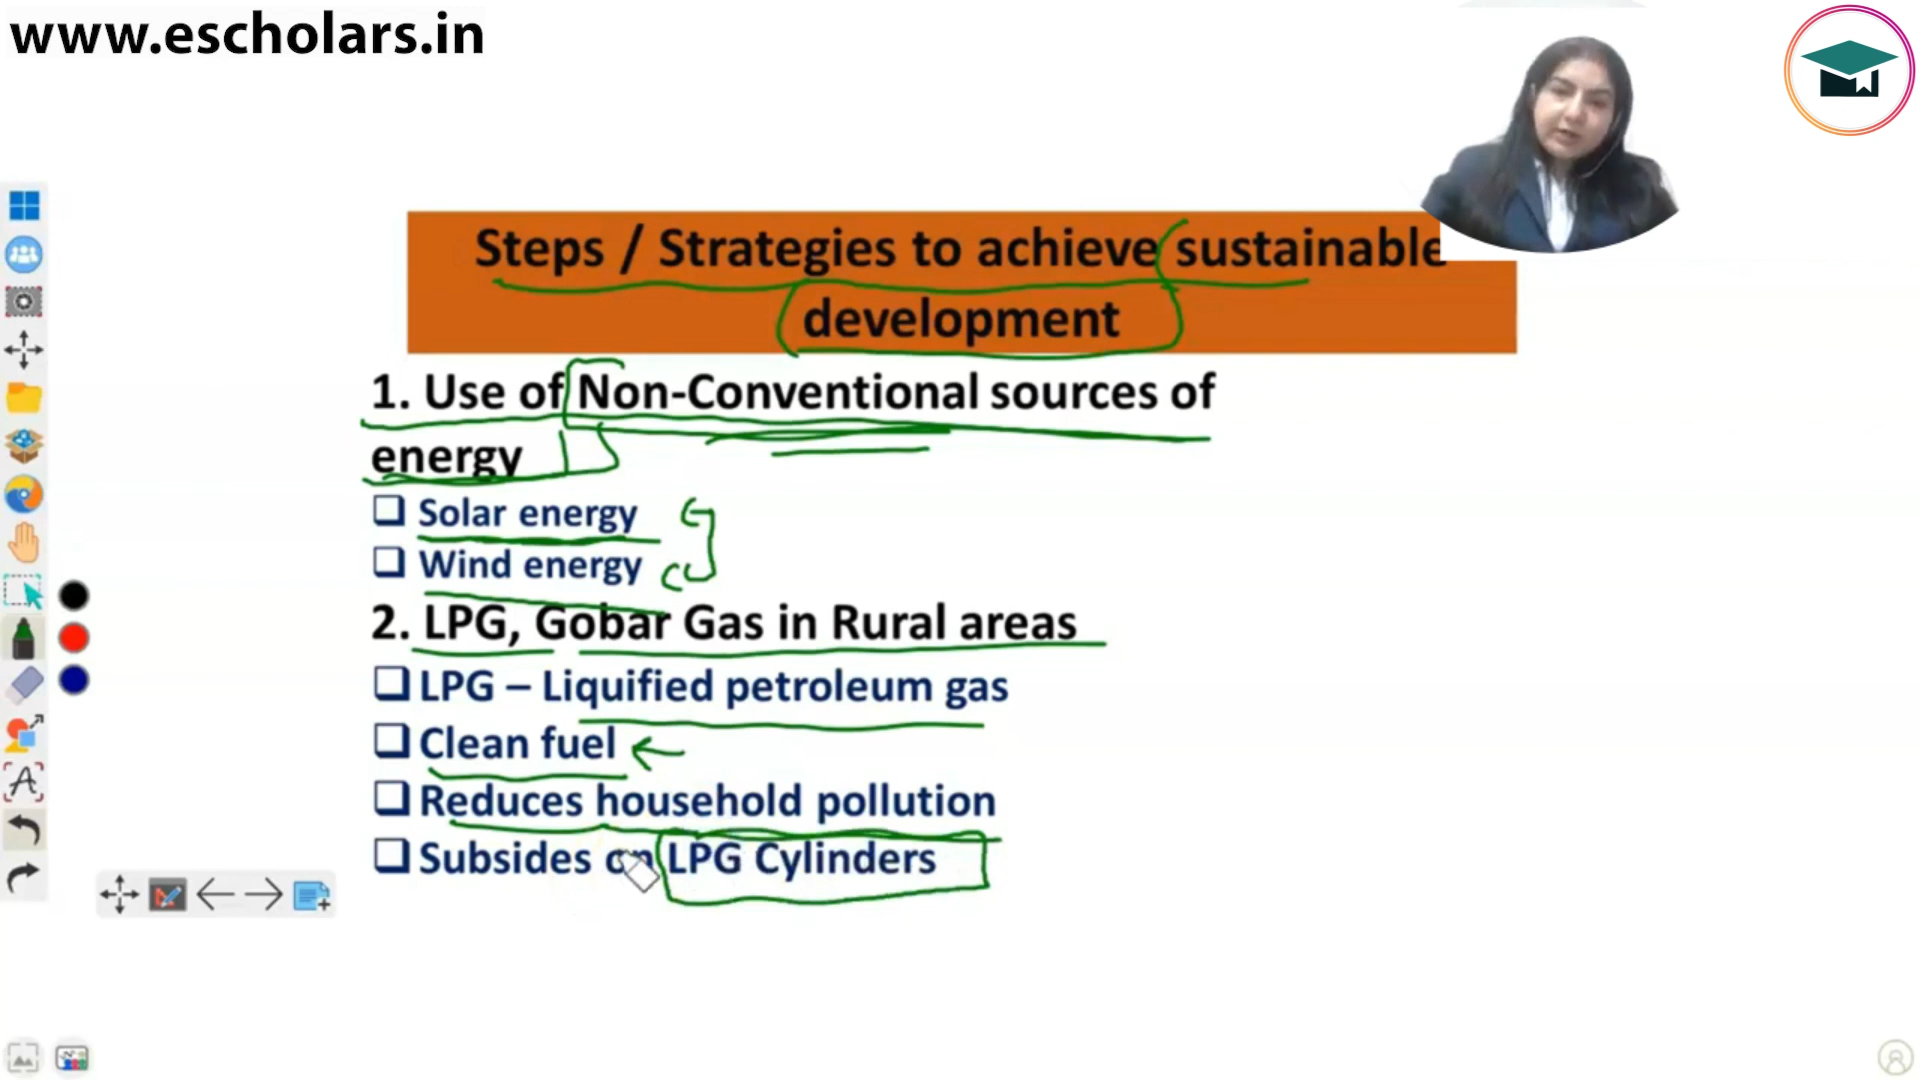 www.escholars.in
Steps / Strategies to achieve sustainable
development
1. Use of Non-Conventional sources of
energy
Solar energy
Wind energy
2. LPG, Gobar Gas in Rural areas
LPG – Liquified petroleum gas
Clean fuel
Reduces household pollution
Subsides on LPG Cylinders